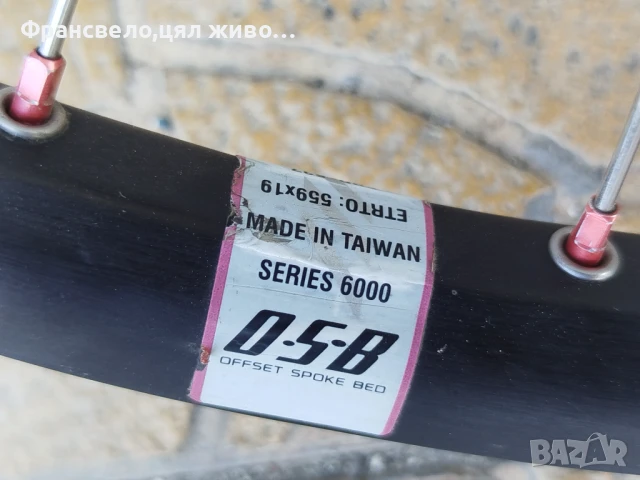 Франсвело,цял живо...
ETRTO: 559x19
MADE IN TAIWAN
SERIES 6000
O·S·B
OFFSET SPOKE BED
BAZAR